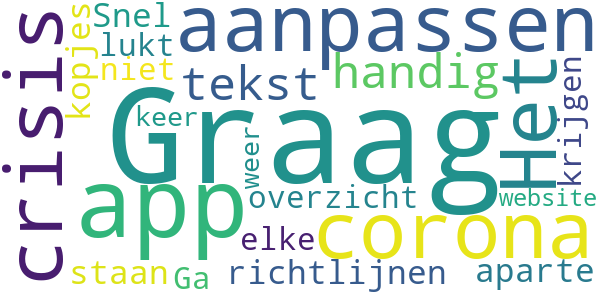 Snel
aanpassen
kopjes
lukt
niet
tekst
handig
Het
krijgen
crisis
Graag
keer
weer
app
overzicht
website
corona
elke
staan
Ga
richtlijnen
aparte